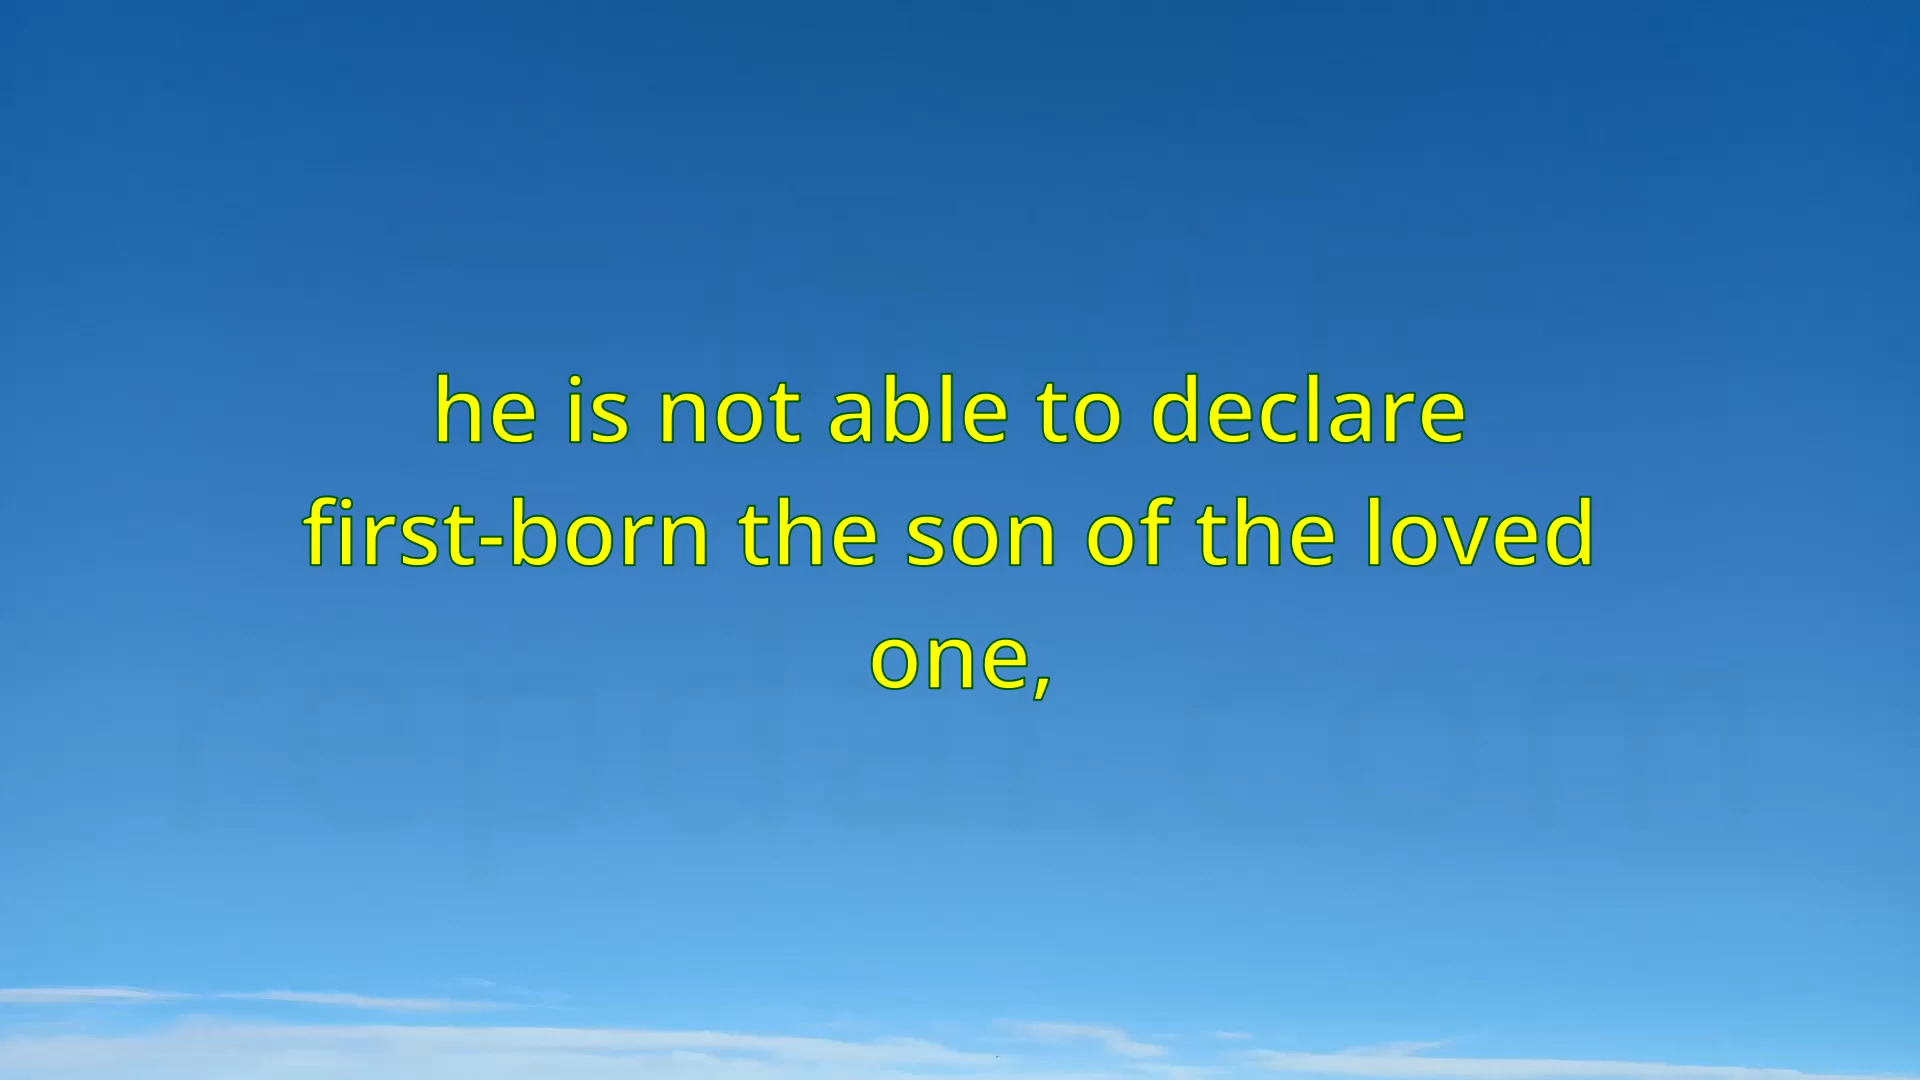 he is not able to declare
first-born the son of the loved
one,